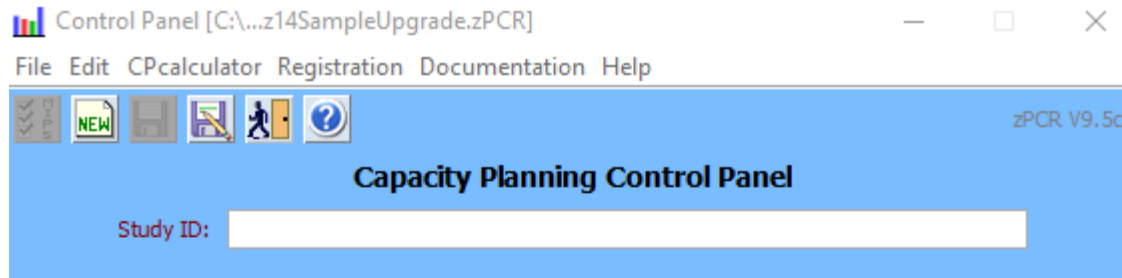 Control Panel [C:\...z14SampleUpgrade.zPCR]
File Edit CPcalculator Registration Documentation Help
MIPS NEW ? zPCR V9.5c
Capacity Planning Control Panel
Study ID: